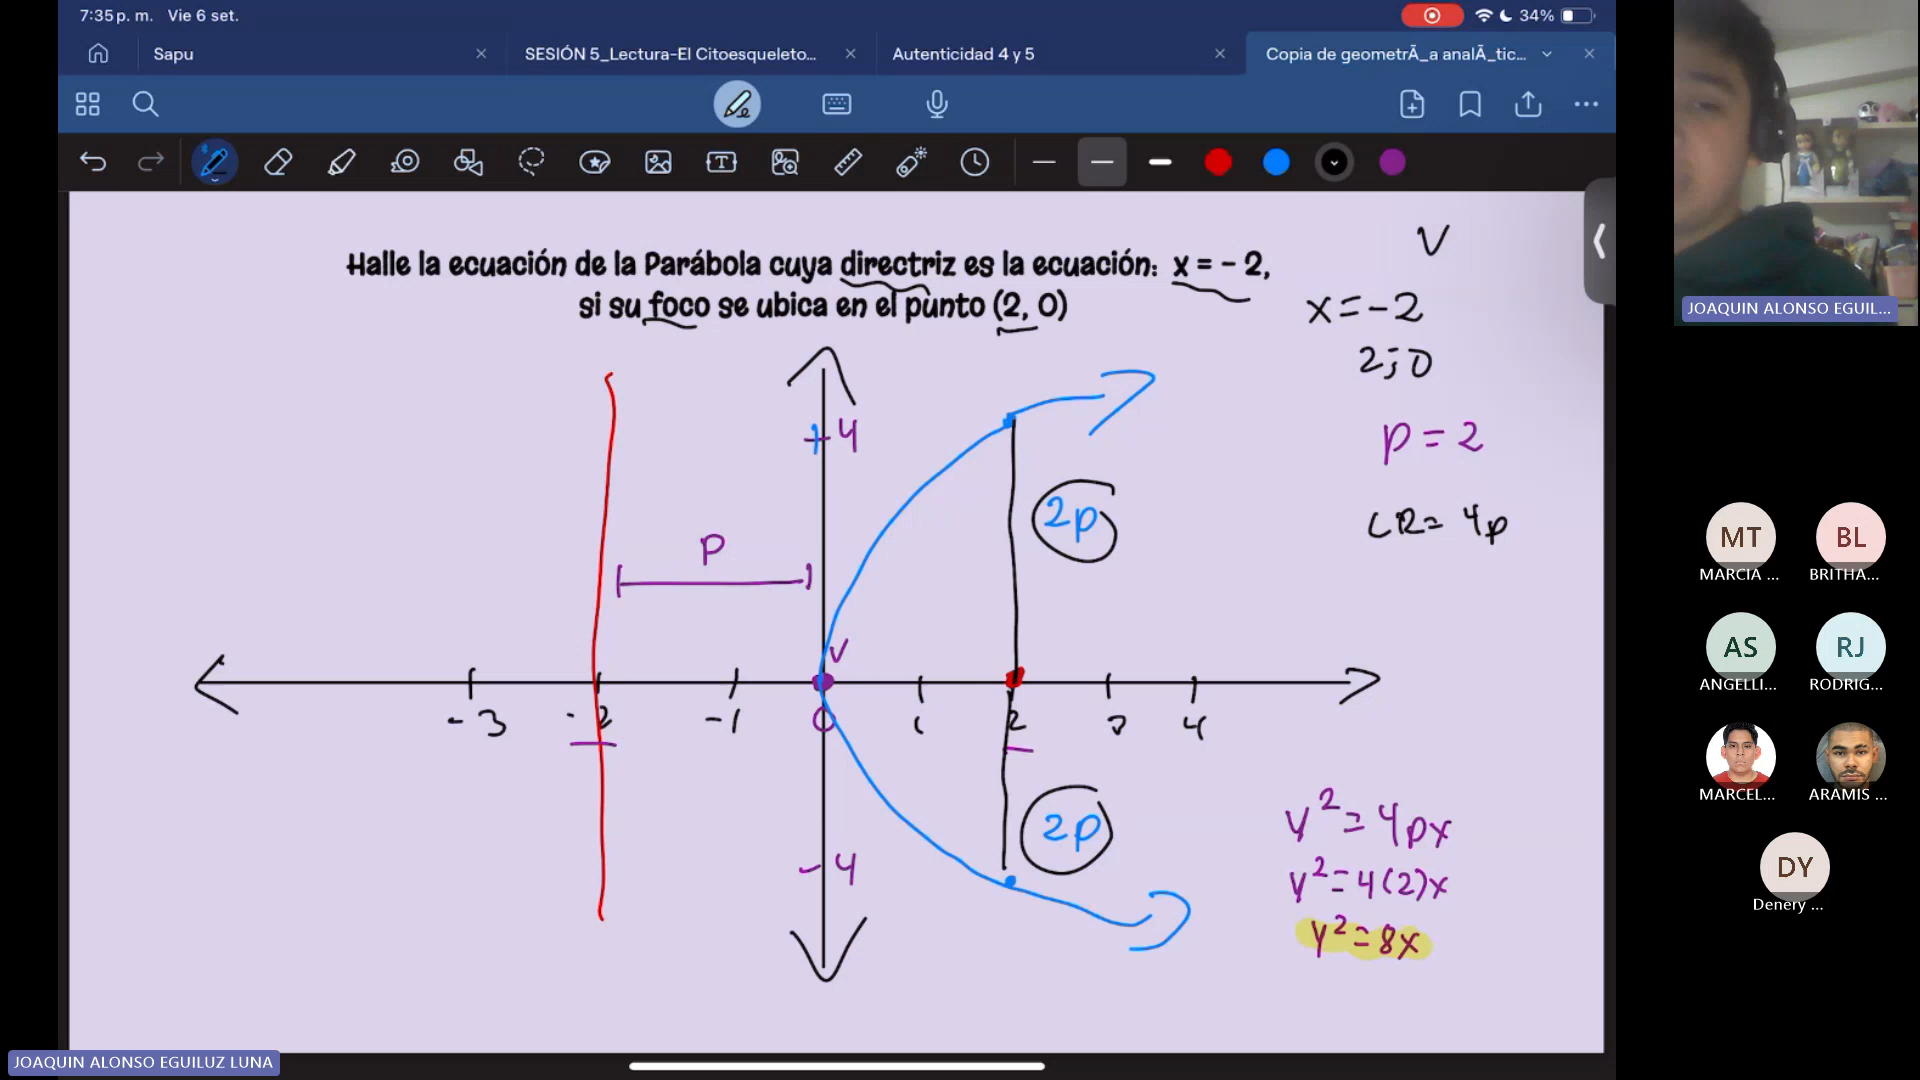 7:35 p. m. Vie 6 set.
34%
Sapu
SESIÓN 5_Lectura-El Citoesqueleto...
Autenticidad 4 y 5
Copia de geometrÃ_a analÃ_tic...
Halle la ecuación de la Parábola cuya directriz es la ecuación: x = - 2,
si su foco se ubica en el punto (2, 0)
V
x = -2
2; 0
p = 2
LR = 4p
4
2p
P
V
-3 -2 -1 0 1 2 3 4
2p
-4
y² = 4px
y² = 4(2)x
y² = 8x
JOAQUIN ALONSO EGUIL...
MT
MARCIA ...
BL
BRITHA...
AS
ANGELLI...
RJ
RODRIG...
MARCEL...
ARAMIS ...
DY
Denery ...
JOAQUIN ALONSO EGUILUZ LUNA